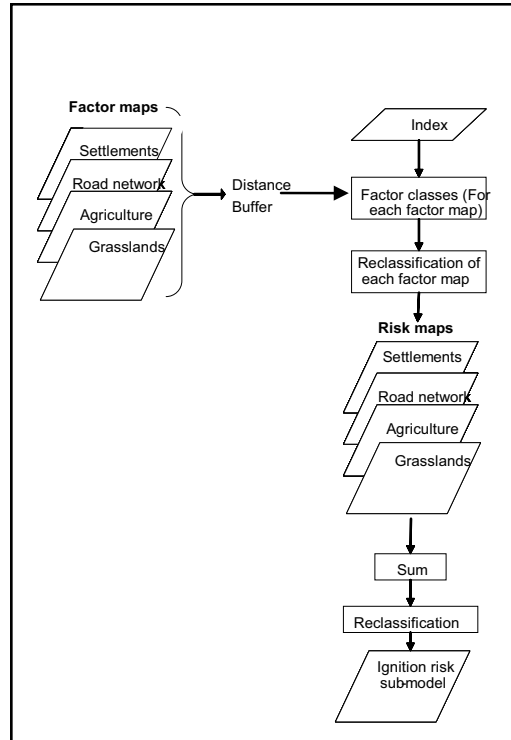 Factor maps
Settlements
Road network
Agriculture
Grasslands
Distance
Buffer
Index
Factor classes (For
each factor map)
Reclassification of
each factor map
Risk maps
Settlements
Road network
Agriculture
Grasslands
Sum
Reclassification
Ignition risk
sub-model